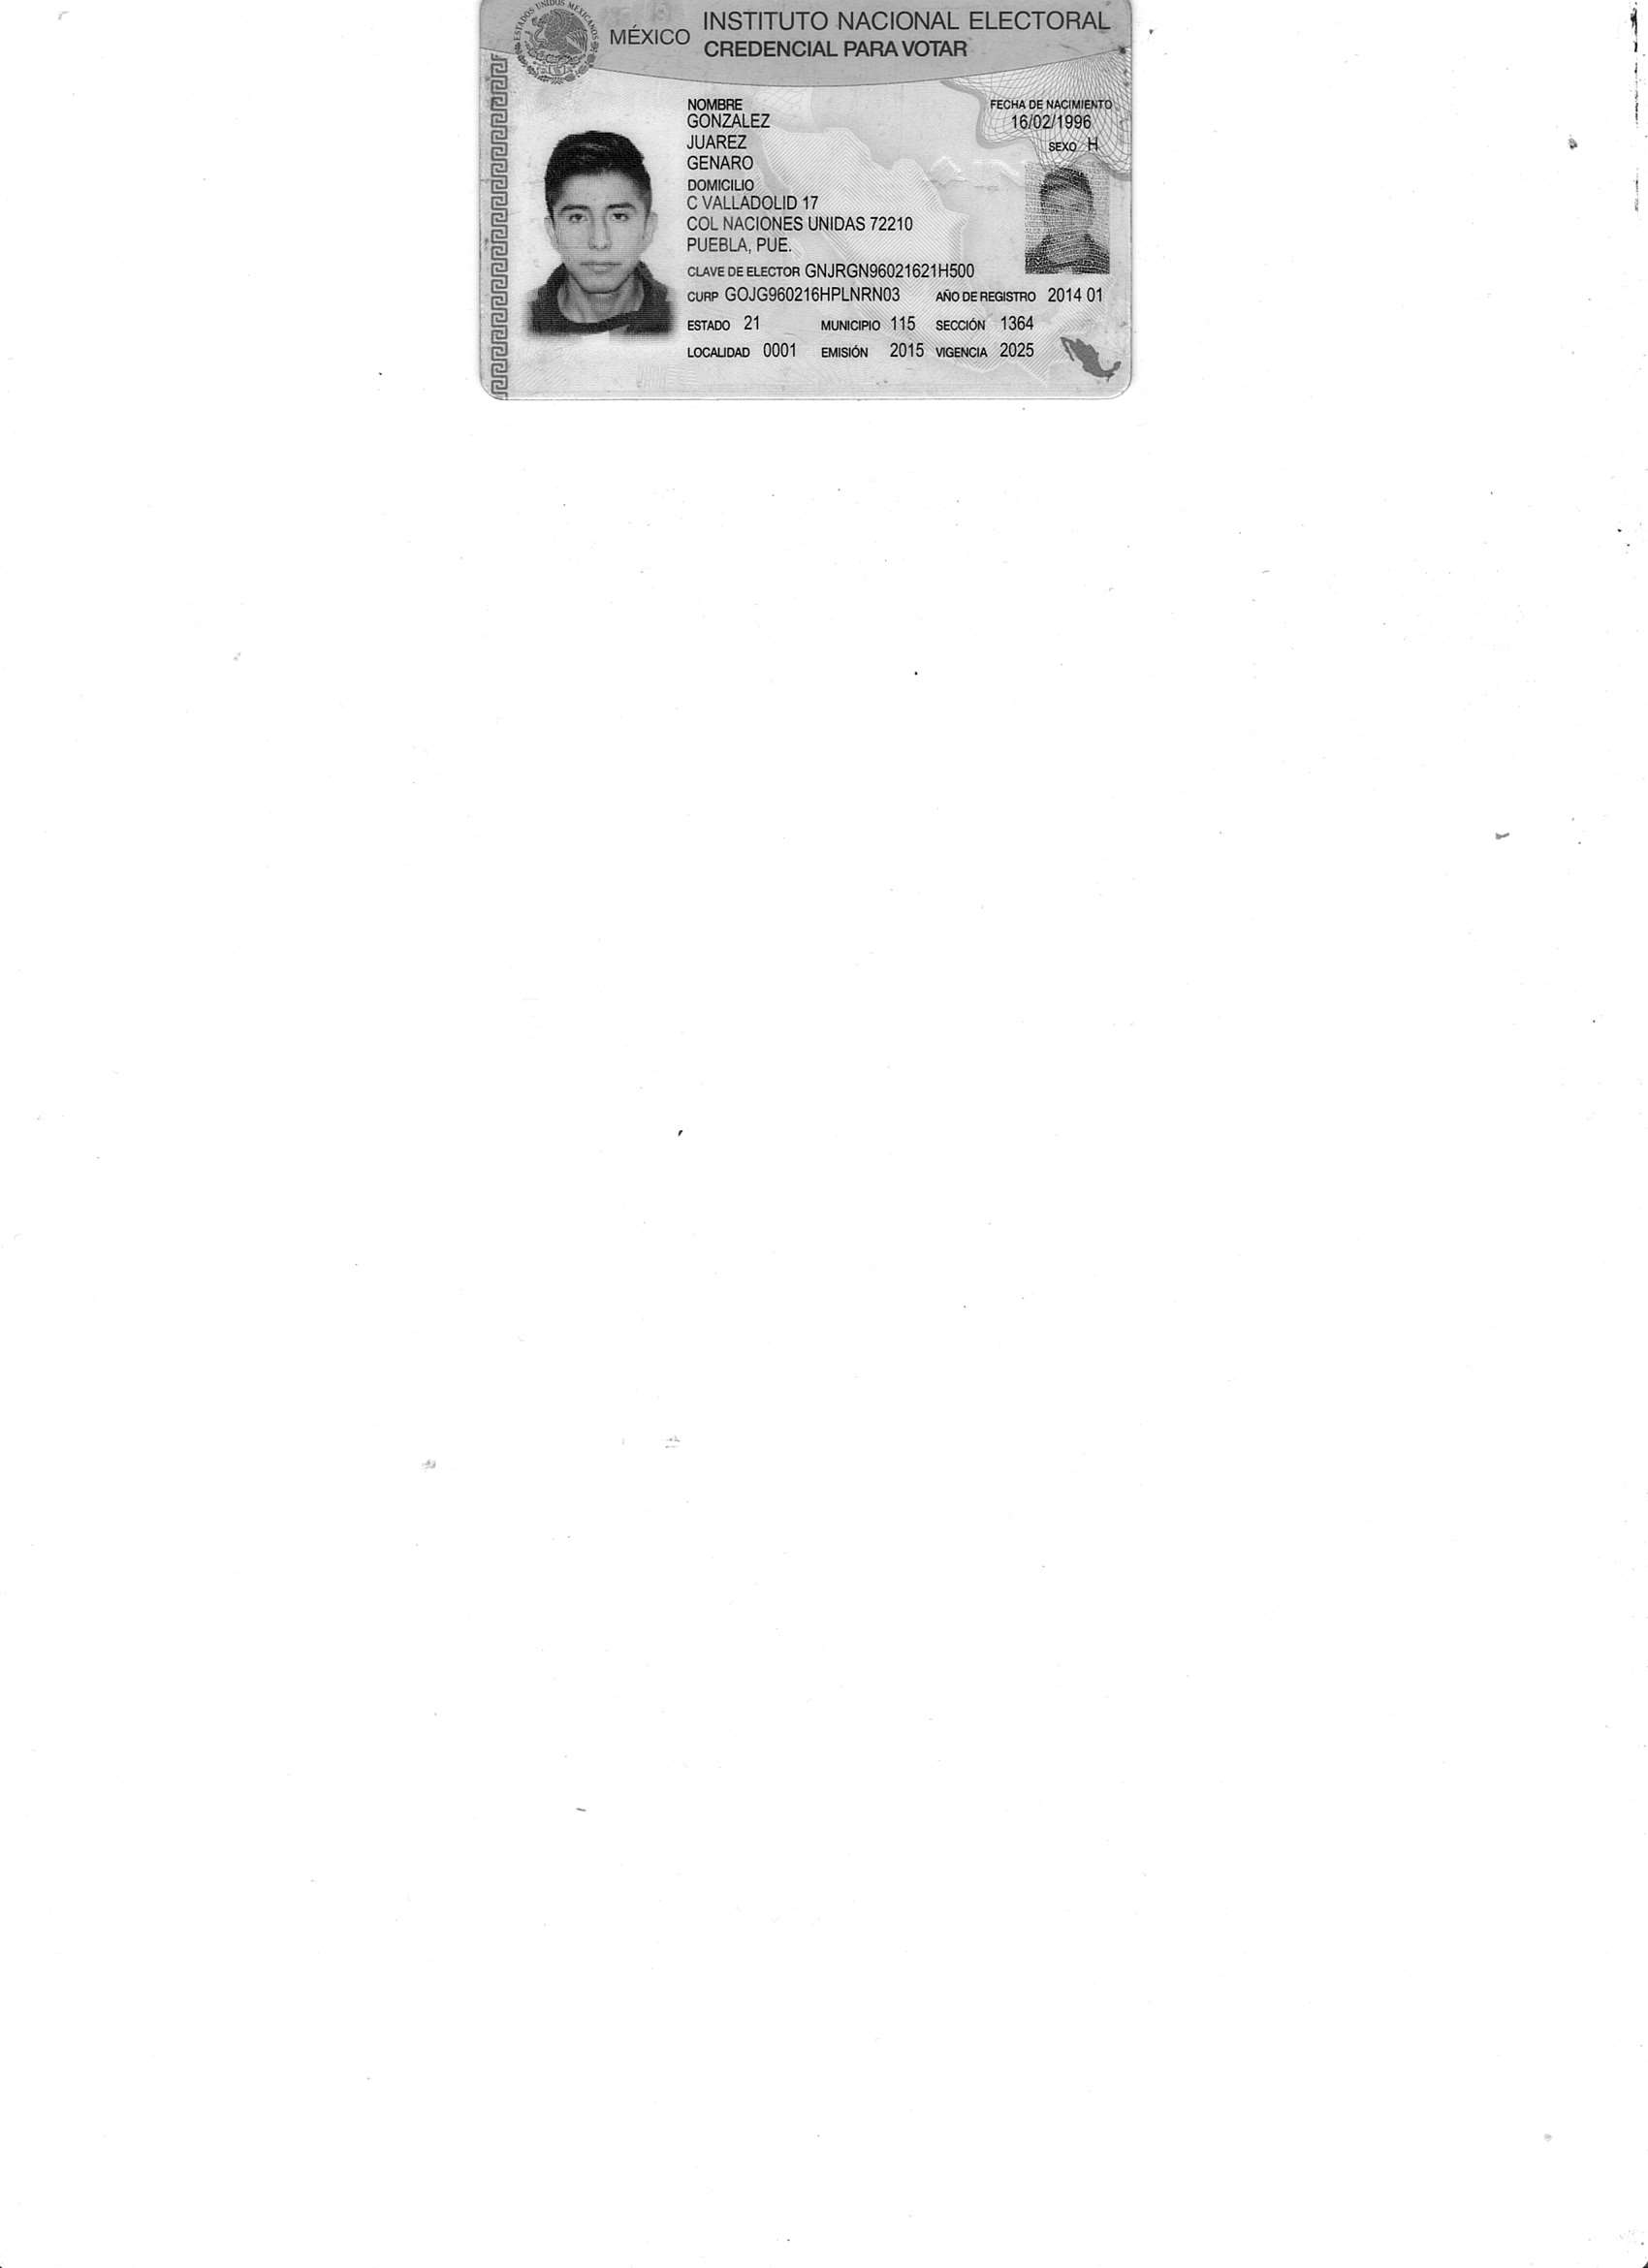 ESTADOS UNIDOS MEXICANOS
MÉXICO INSTITUTO NACIONAL ELECTORAL
CREDENCIAL PARA VOTAR
NOMBRE
GONZALEZ
JUAREZ
GENARO
FECHA DE NACIMIENTO
16/02/1996
SEXO H
DOMICILIO
C VALLADOLID 17
COL NACIONES UNIDAS 72210
PUEBLA, PUE.
CLAVE DE ELECTOR GNJRGN96021621H500
CURP GOJG960216HPLNRN03 AÑO DE REGISTRO 2014 01
ESTADO 21 MUNICIPIO 115 SECCIÓN 1364
LOCALIDAD 0001 EMISIÓN 2015 VIGENCIA 2025